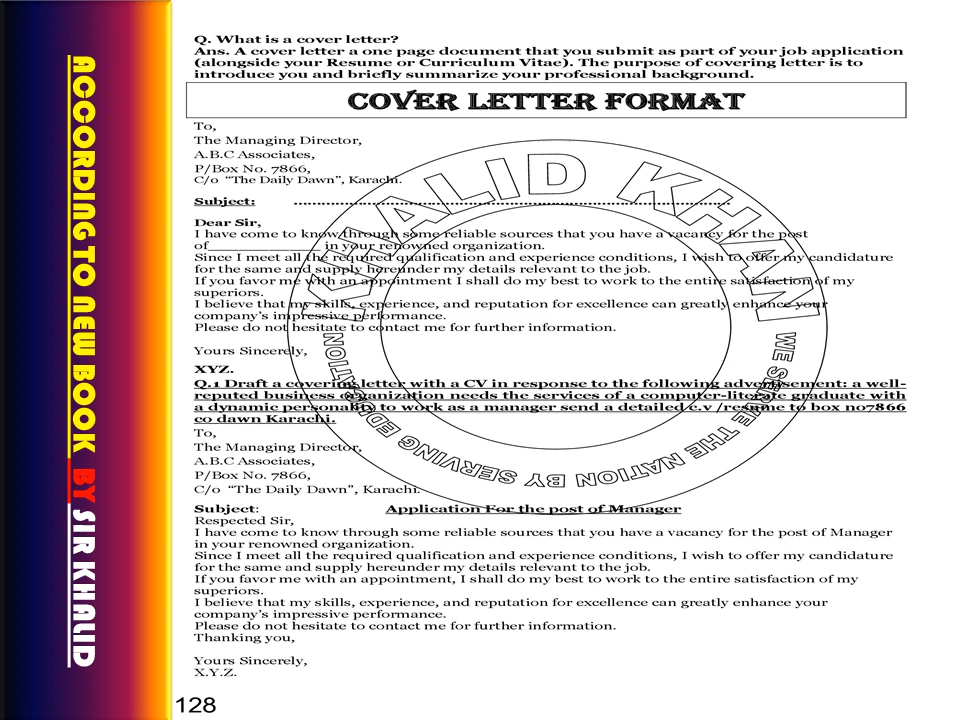 ACCORDING TO NEW BOOK BY SIR KHALID
Q. What is a cover letter?
Ans. A cover letter a one page document that you submit as part of your job application
(alongside your Resume or Curriculum Vitae). The purpose of covering letter is to
introduce you and briefly summarize your professional background.
COVER LETTER FORMAT
To,
The Managing Director,
A.B.C Associates,
P/Box No. 7866,
C/o “The Daily Dawn”, Karachi.
Subject: ------------------------------------------------------------
Dear Sir,
I have come to know through some reliable sources that you have a vacancy for the post
of________________ in your renowned organization.
Since I meet all the required qualification and experience conditions, I wish to offer my candidature
for the same and supply hereunder my details relevant to the job.
If you favor me with an appointment I shall do my best to work to the entire satisfaction of my
superiors.
I believe that my skills, experience, and reputation for excellence can greatly enhance your
company’s impressive performance.
Please do not hesitate to contact me for further information.
Yours Sincerely,
XYZ.
Q.1 Draft a covering letter with a CV in response to the following advertisement: a well-
reputed business organization needs the services of a computer-literate graduate with
a dynamic personality to work as a manager send a detailed c.v /resume to box no7866
co dawn Karachi.
To,
The Managing Director,
A.B.C Associates,
P/Box No. 7866,
C/o “The Daily Dawn”, Karachi.
Subject: Application For the post of Manager
Respected Sir,
I have come to know through some reliable sources that you have a vacancy for the post of Manager
in your renowned organization.
Since I meet all the required qualification and experience conditions, I wish to offer my candidature
for the same and supply hereunder my details relevant to the job.
If you favor me with an appointment, I shall do my best to work to the entire satisfaction of my
superiors.
I believe that my skills, experience, and reputation for excellence can greatly enhance your
company’s impressive performance.
Please do not hesitate to contact me for further information.
Thanking you,
Yours Sincerely,
X.Y.Z.
KHAN
WE SERVE THE NATION BY SERVING EDUCATION
128